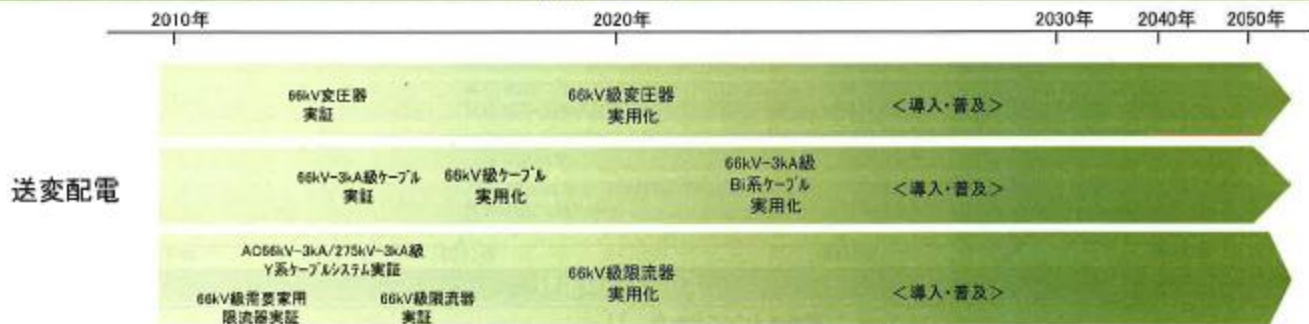 2010年
2020年
2030年
2040年
2050年
送変配電
66kV変圧器
実証
66kV級変圧器
実用化
<導入・普及>
66kV-3kA級ケーブル
実証
66kV級ケーブル
実用化
66kV-3kA級
Bi系ケーブル
実用化
<導入・普及>
AC66kV-3kA/275kV-3kA級
Y系ケーブルシステム実証
66kV級需要家用
限流器実証
66kV級限流器
実証
66kV級限流器
実用化
<導入・普及>